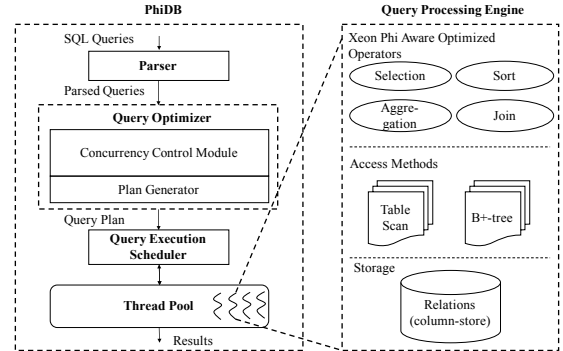 PhiDB
SQL Queries
Parser
Parsed Queries
Query Optimizer
Concurrency Control Module
Plan Generator
Query Plan
Query Execution
Scheduler
Thread Pool
Results
Query Processing Engine
Xeon Phi Aware Optimized
Operators
Selection
Sort
Aggre-
gation
Join
Access Methods
Table
Scan
B+-tree
Storage
Relations
(column-store)